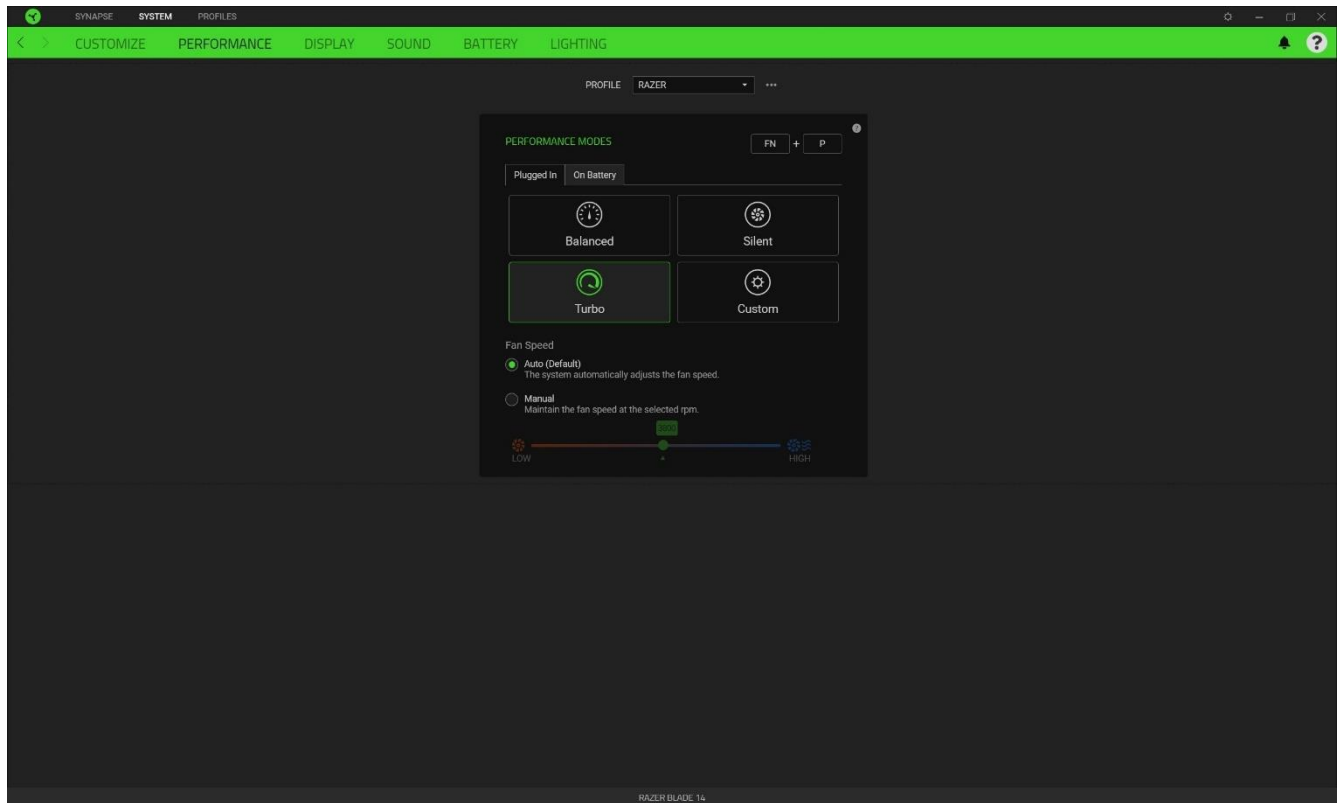 SYNAPSE SYSTEM PROFILES
CUSTOMIZE PERFORMANCE DISPLAY SOUND BATTERY LIGHTING
?
PROFILE RAZER
?
PERFORMANCE MODES FN + P
Plugged In On Battery
Balanced Silent
Turbo Custom
Fan Speed
Auto (Default)
The system automatically adjusts the fan speed.
Manual
Maintain the fan speed at the selected rpm.
LOW HIGH
RAZER BLADE 14